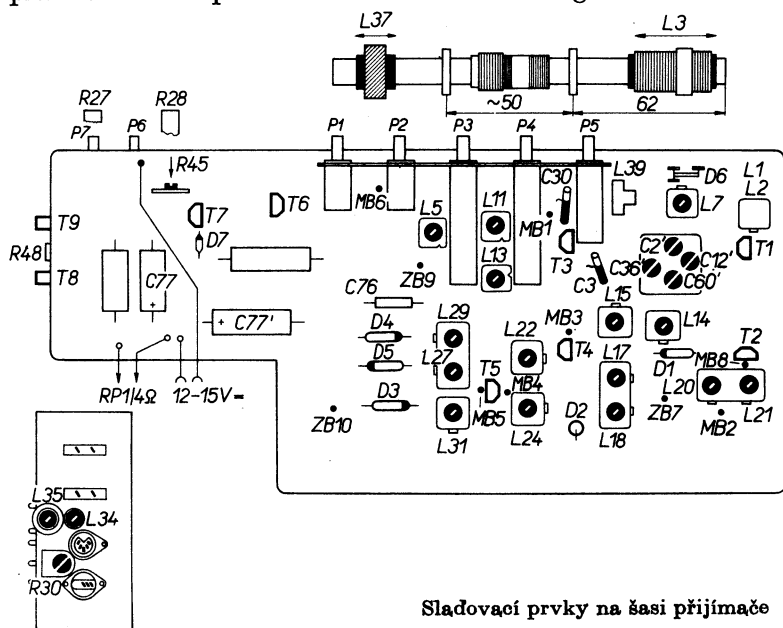 L37
L3
~50
62
R27
R28
P7
P6
P1
P2
P3
P4
P5
R45
C30
L39
D6
L1
L2
MB6
L11
L7
T9
T7
T6
L5
MB1
D7
C2'
T1
R48
T3
C12'
L13
C36'
T8
C77
ZB9
C3
C60'
+
C76
L15
+ C77'
L29
MB3
L14
D4
L22
T2
D5
L27
T5
T4
L17
D1
MB8
RP1/4Ω
12-15V=
D3
MB4
L20
ZB10
MB5
D2
ZB7
L21
L31
L24
L18
MB2
L35
L34
R30
Slaďovací prvky na šasi přijímače